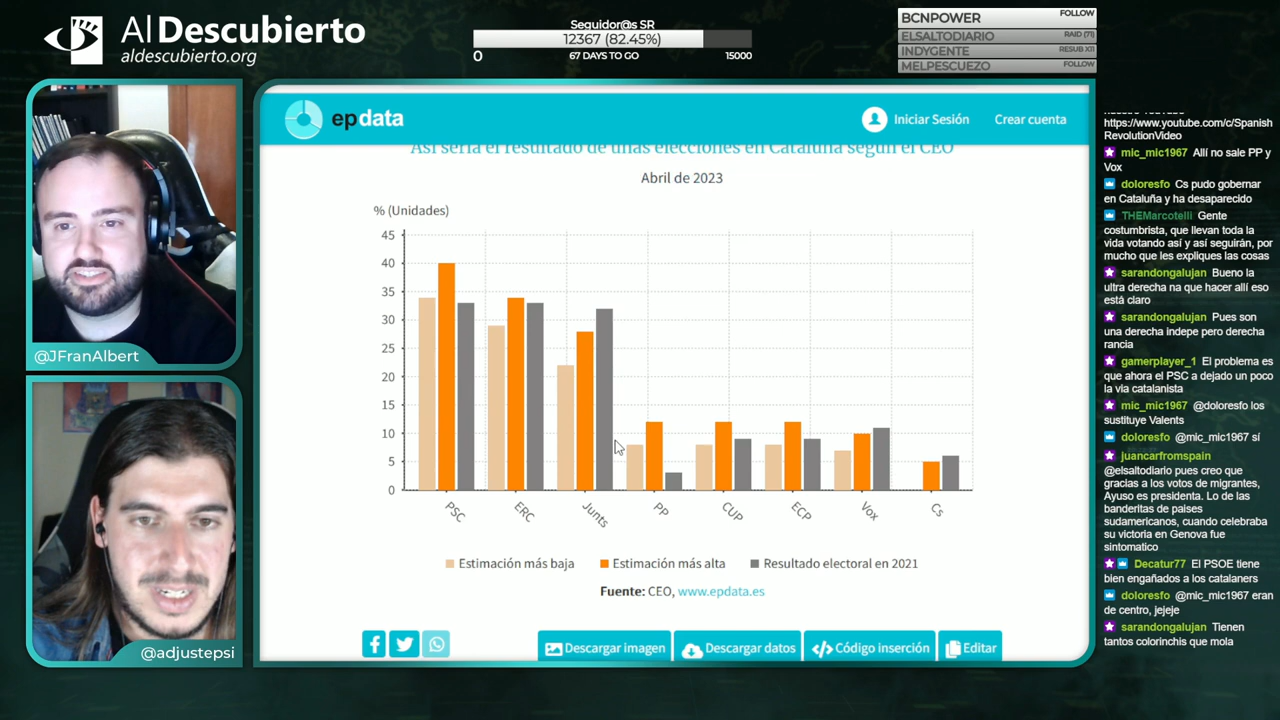 Al Descubierto
aldescubierto.org
Seguidor@s SR
12367 (82.45%)
0
67 DAYS TO GO
15000
BCNPOWER
FOLLOW
ELSALTODIARIO
RAID (71)
INDYGENTE
RESUB X11
MELPESCUEZO
FOLLOW
@JFranAlbert
@adjustepsi
epdata
Iniciar Sesión
Crear cuenta
Así sería el resultado de unas elecciones en Cataluña según el CEO
Abril de 2023
% (Unidades)
45
40
35
30
25
20
15
10
5
0
PSC
ERC
Junts
PP
CUP
ECP
Vox
Cs
Estimación más baja
Estimación más alta
Resultado electoral en 2021
Fuente: CEO, www.epdata.es
Descargar imagen
Descargar datos
Código inserción
Editar
https://www.youtube.com/c/Spanish
RevolutionVideo
mic_mic1967 Allí no sale PP y
Vox
doloresfo Cs pudo gobernar
en Cataluña y ha desaparecido
THEMarcotelli Gente
costumbrista, que llevan toda la
vida votando así y así seguirán, por
mucho que les expliques las cosas
sarandongalujan Bueno la
ultra derecha na que hacer allí eso
está claro
sarandongalujan Pues son
una derecha indepe pero derecha
rancia
gamerplayer_1 El problema es
que ahora el PSC a dejado un poco
la via catalanista
mic_mic1967 @doloresfo los
sustituye Valents
doloresfo @mic_mic1967 sí
juancarfromspain
@elsaltodiario pues creo que
gracias a los votos de migrantes,
Ayuso es presidenta. Lo de las
banderitas de paises
sudamericanos, cuando celebraba
su victoria en Genova fue
sintomatico
Decatur77 El PSOE tiene
bien engañados a los catalaners
doloresfo @mic_mic1967 eran
de centro, jejeje
sarandongalujan Tienen
tantos colorinchis que mola